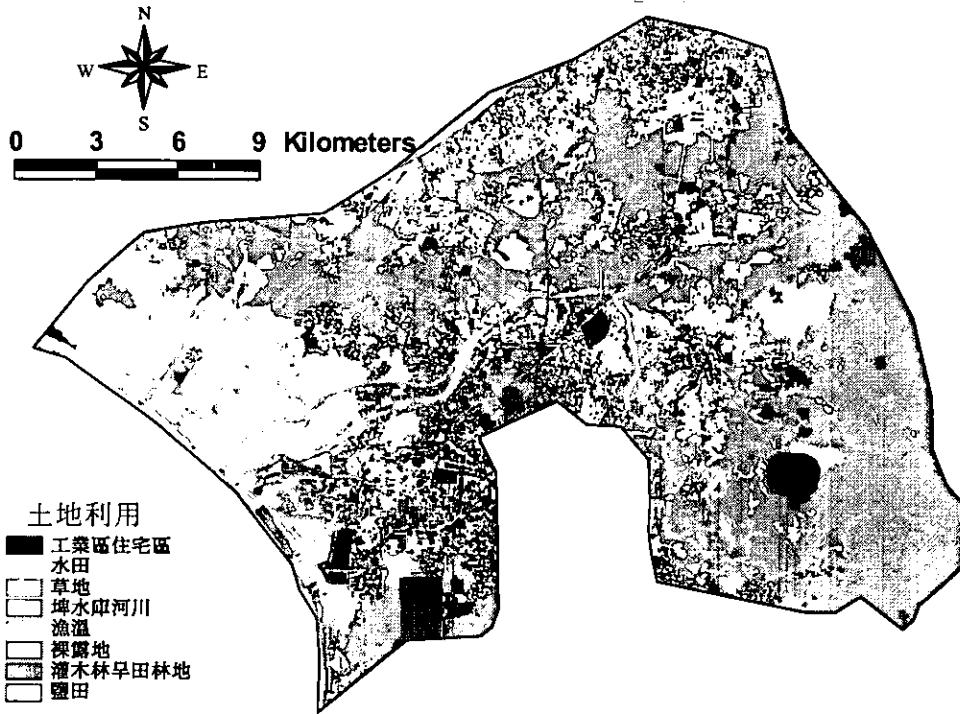 N
W E
S
0 3 6 9 Kilometers
土地利用
工業區住宅區
水田
草地
埤水庫河川
漁溫
裸露地
灌木林旱田林地
鹽田